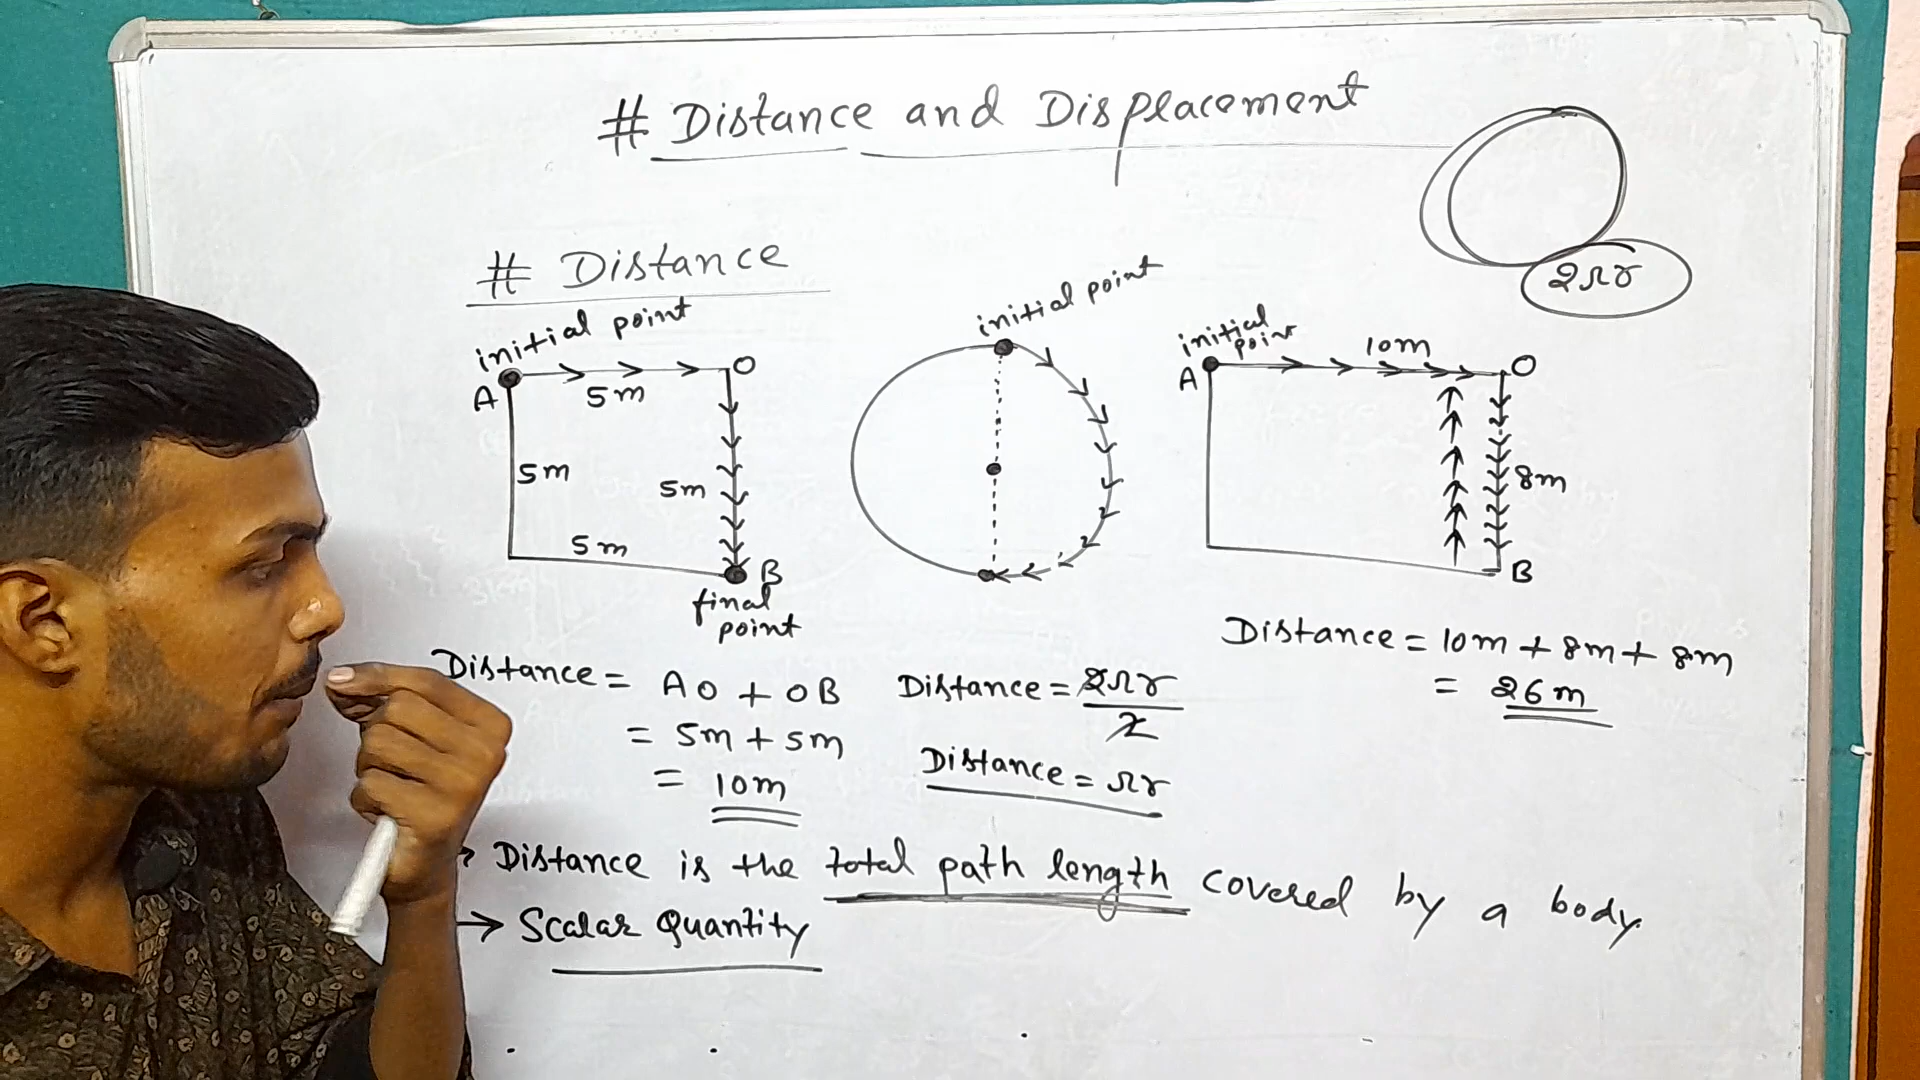 # Distance and Displacement
2πr
# Distance
initial point
A
5m
O
5m
5m
5m
B
final
point
Distance = AO + OB
= 5m + 5m
= 10m
initial point
Distance = 2πr
2
Distance = πr
initial
point
A
10m
O
8m
B
Distance = 10m + 8m + 8m
= 26m
→ Distance is the total path length covered by a body.
→ Scalar Quantity